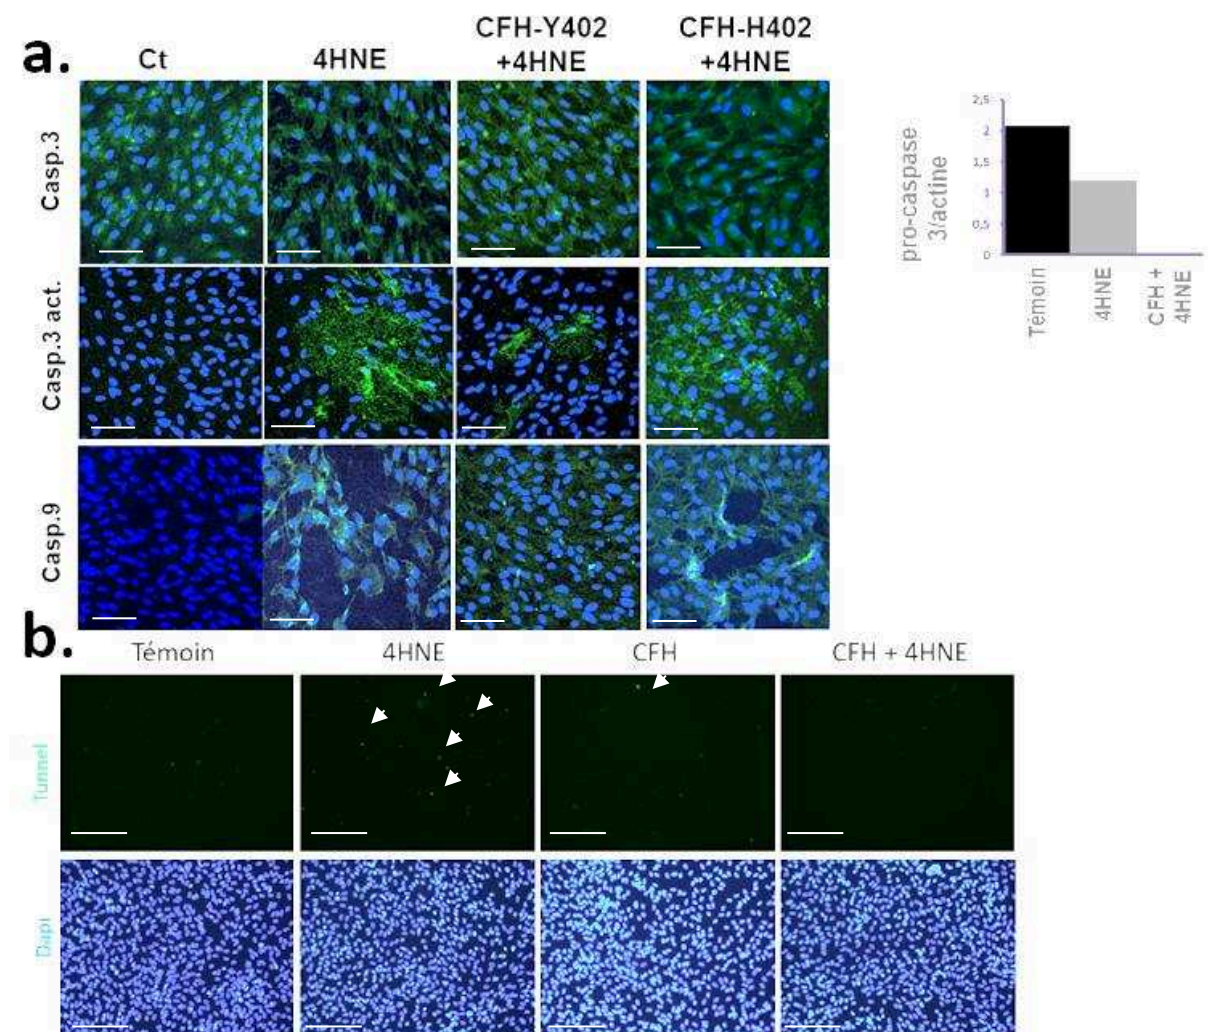 a.
Ct
4HNE
CFH-Y402
+4HNE
CFH-H402
+4HNE
Casp.3
Casp.3 act.
Casp.9
pro-caspase
3/actine
2,5
2
1,5
1
0,5
0
Témoin
4HNE
CFH +
4HNE
b.
Témoin
4HNE
CFH
CFH + 4HNE
Tunnel
Dapi